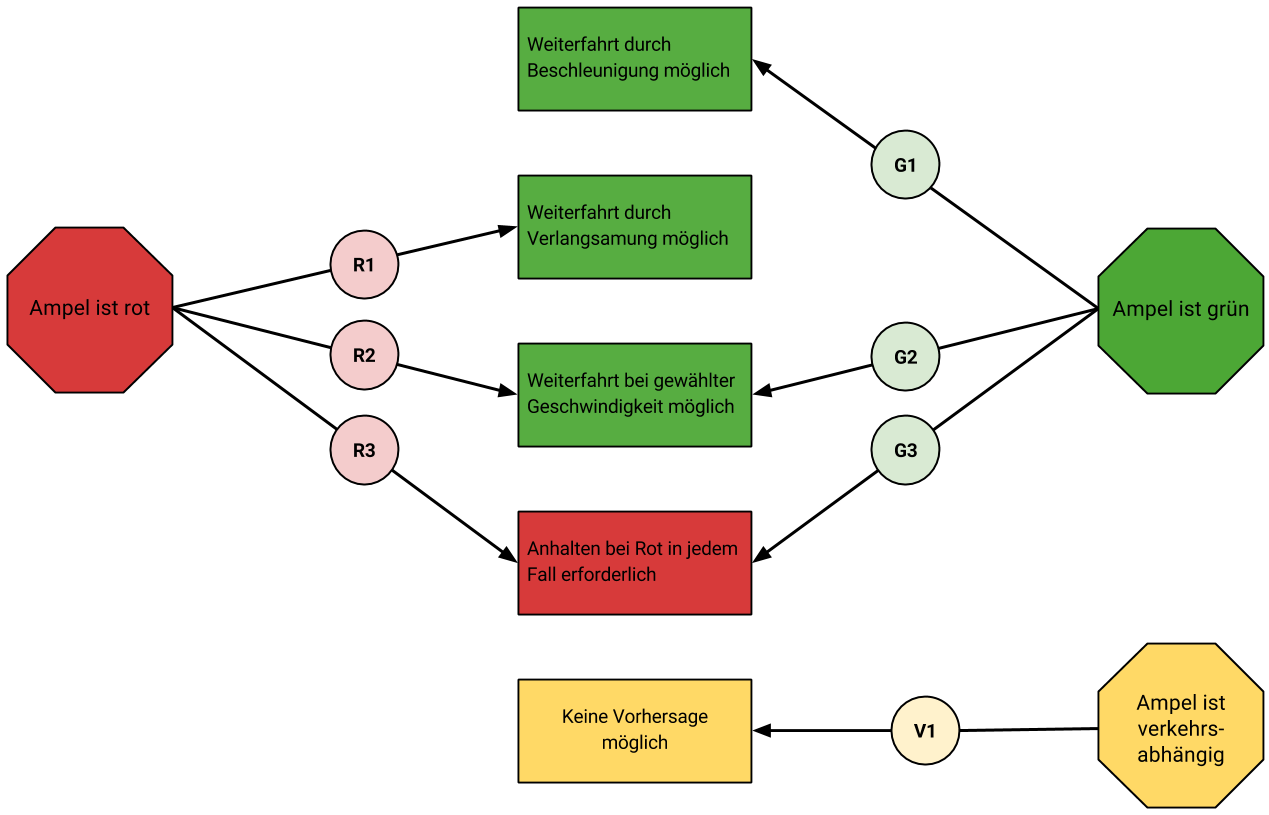 Weiterfahrt durch
Beschleunigung möglich
G1
Weiterfahrt durch
Verlangsamung möglich
R1
Ampel ist rot
Ampel ist grün
R2
G2
Weiterfahrt bei gewählter
Geschwindigkeit möglich
R3
G3
Anhalten bei Rot in jedem
Fall erforderlich
Keine Vorhersage
möglich
V1
Ampel ist
verkehrs-
abhängig